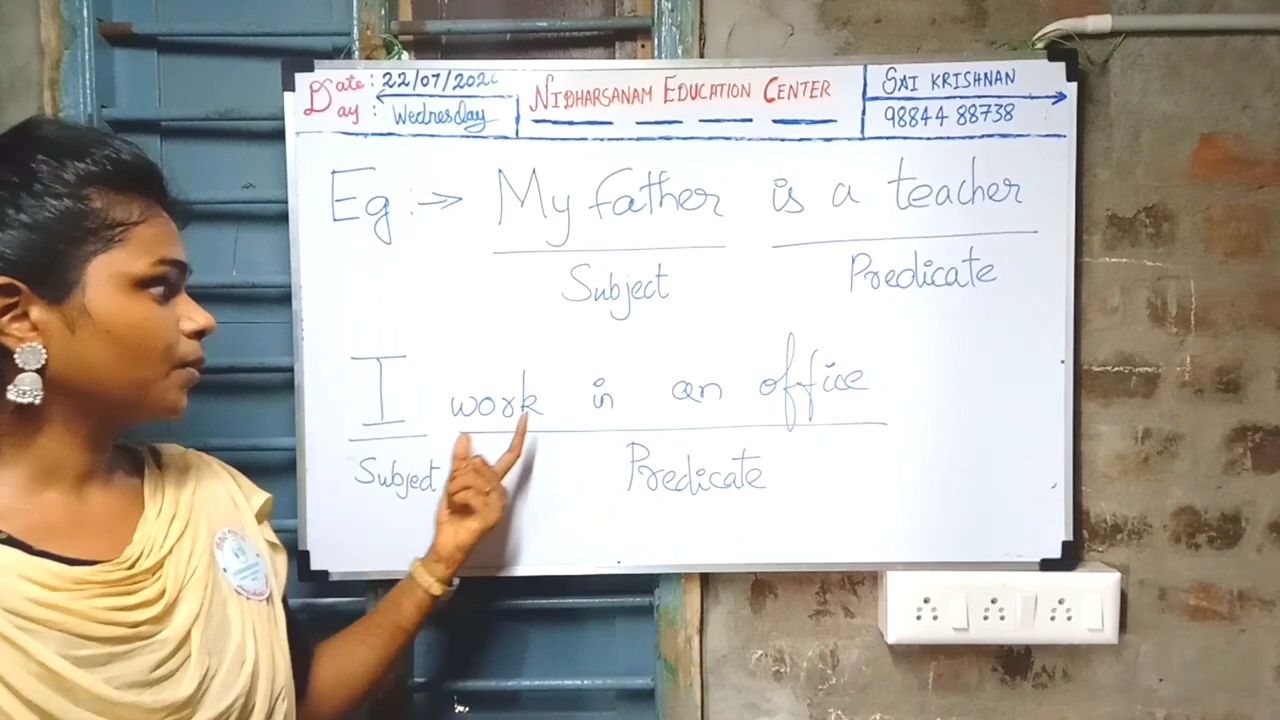 Date : 22/07/2020
Day : Wednesday
NIDHARSANAM EDUCATION CENTER
SAI KRISHNAN
98844 88738
Eg :→ My father is a teacher
Subject Predicate
I work in an office
Subject Predicate